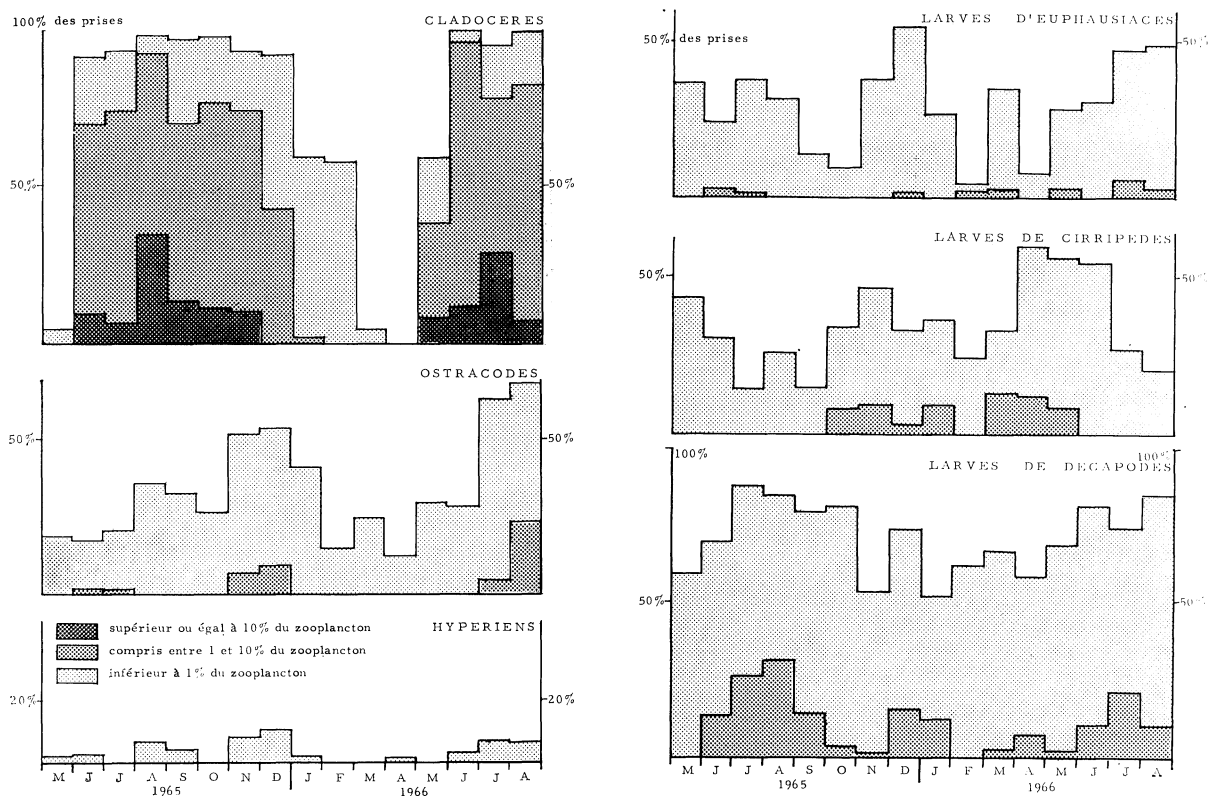 100% des prises
CLADOCERES
50%
50%
OSTRACODES
50%
50%
supérieur ou égal à 10% du zooplancton
compris entre 1 et 10% du zooplancton
inférieur à 1% du zooplancton
HYPERIENS
20%
20%
M J J A S O N D J F M A M J J A
1965 1966
LARVES D'EUPHAUSIACES
50% des prises
50%
LARVES DE CIRRIPEDES
50%
50%
100%
100%
LARVES DE DECAPODES
50%
50%
M J J A S O N D J F M A M J J A
1965 1966